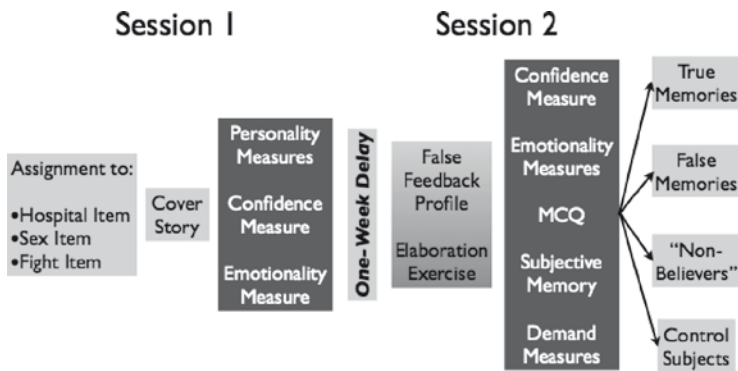 Session 1
Session 2
Assignment to:
•Hospital Item
•Sex Item
•Fight Item
Cover
Story
Personality
Measures
Confidence
Measure
Emotionality
Measure
One-Week Delay
False
Feedback
Profile
Elaboration
Exercise
Confidence
Measure
Emotionality
Measures
MCQ
Subjective
Memory
Demand
Measures
True
Memories
False
Memories
“Non-
Believers”
Control
Subjects